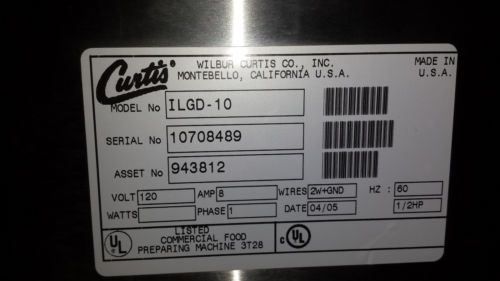 Curtis®
WILBUR CURTIS CO., INC.
MONTEBELLO, CALIFORNIA U.S.A.
MADE IN
U.S.A.
MODEL No ILGD-10
SERIAL No 10708489
ASSET No 943812
VOLT 120 AMP 8 WIRES 2W+GND HZ : 60
WATTS PHASE 1 DATE 04/05 1/2HP
UL LISTED
COMMERCIAL FOOD
PREPARING MACHINE 3T28
c UL